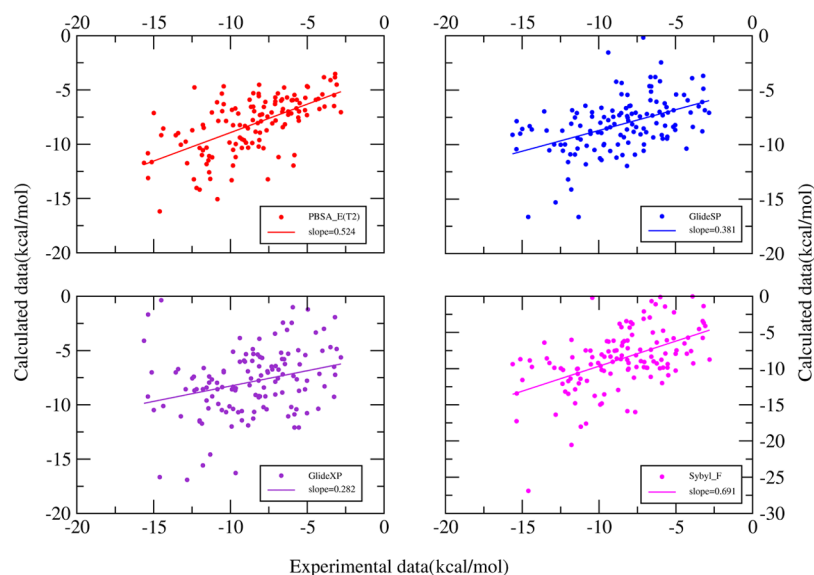 -20 -15 -10 -5 0
-20 -15 -10 -5 0
0
-5
-10
-15
-20
PBSA_E(T2)
slope=0.524
0
-5
-10
-15
-20
GlideSP
slope=0.381
Calculated data(kcal/mol)
Calculated data(kcal/mol)
0
-5
-10
-15
-20
GlideXP
slope=0.282
-20 -15 -10 -5 0
0
-5
-10
-15
-20
-25
-30
Sybyl_F
slope=0.691
-20 -15 -10 -5 0
Experimental data(kcal/mol)